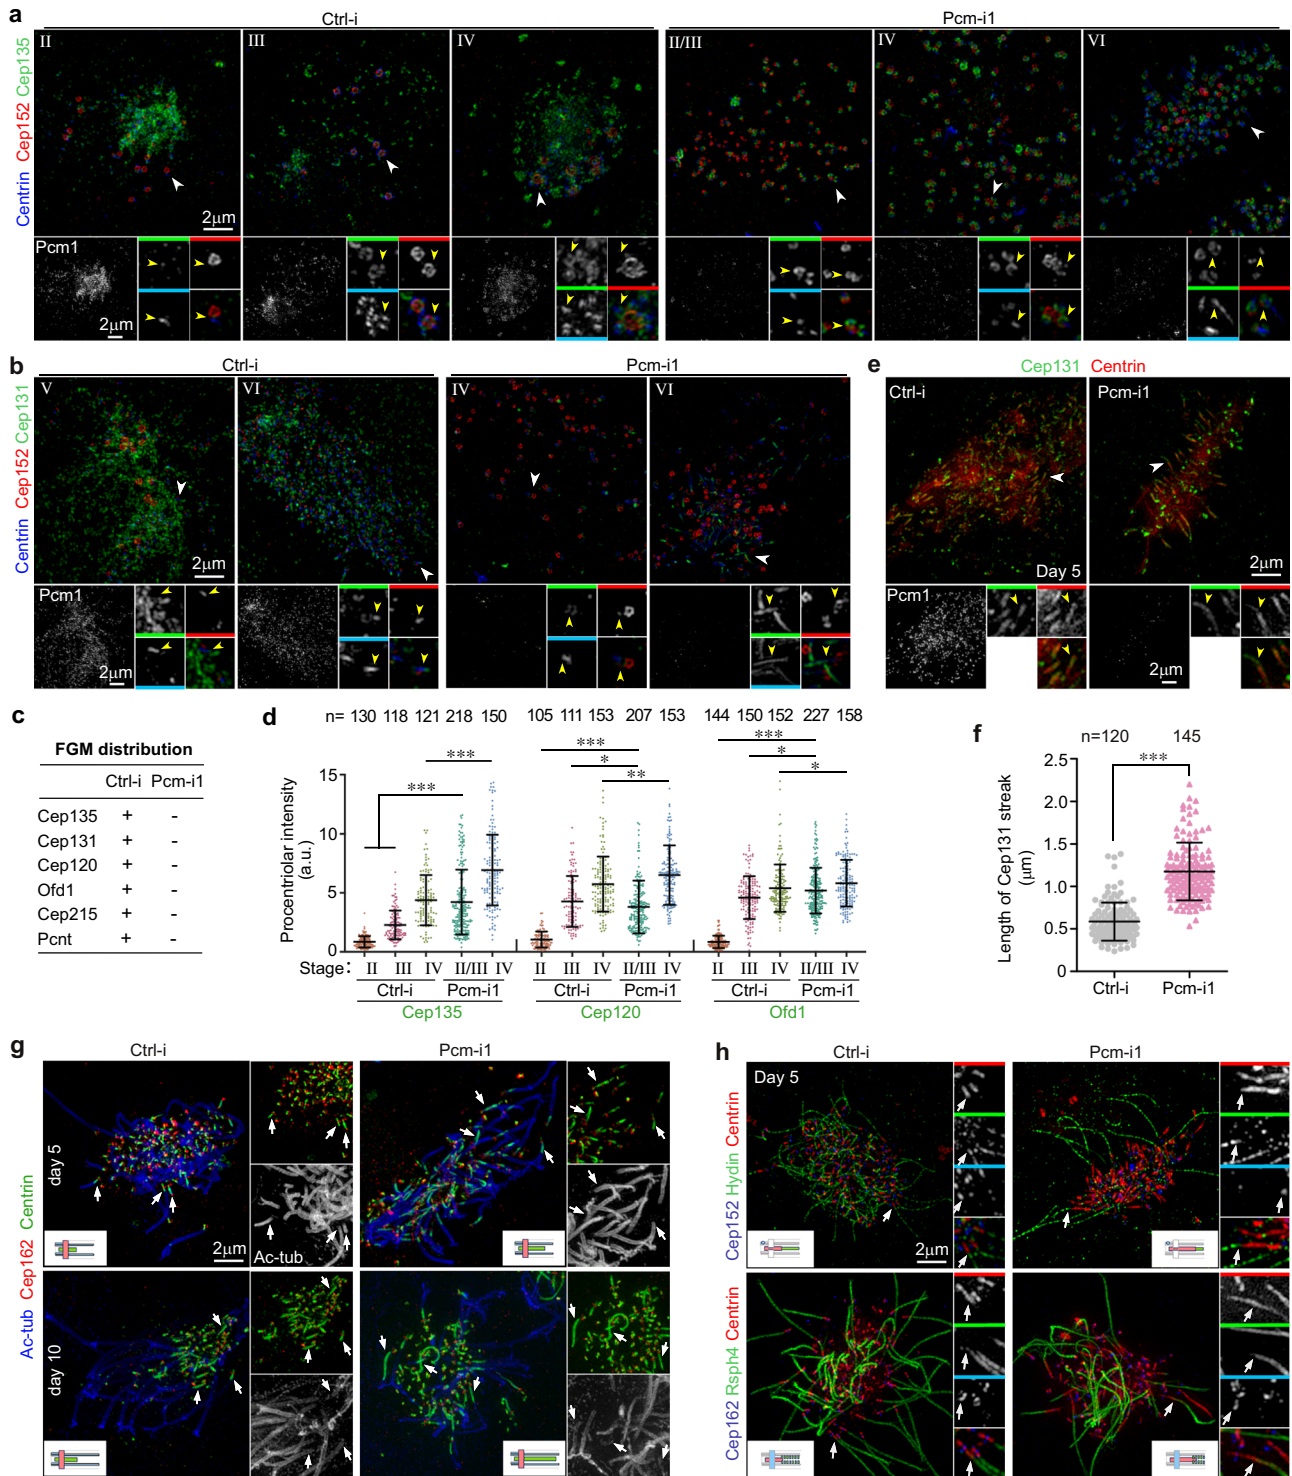 a
Ctrl-i
Pcm-i1
Centrin Cep152 Cep135
II
III
IV
II/III
IV
VI
2μm
Pcm1
2μm
b
Ctrl-i
Pcm-i1
Centrin Cep152 Cep131
V
VI
IV
VI
2μm
Pcm1
2μm
e
Cep131 Centrin
Ctrl-i
Pcm-i1
Day 5
2μm
Pcm1
2μm
c
FGM distribution
Ctrl-i Pcm-i1
Cep135 + -
Cep131 + -
Cep120 + -
Ofd1 + -
Cep215 + -
Pcnt + -
d
n= 130 118 121 218 150 105 111 153 207 153 144 150 152 227 158
*** *** *** * ** *** * *
Procentriolar intensity
(a.u.)
15
10
5
0
Stage: II III IV II/III IV II III IV II/III IV II III IV II/III IV
Ctrl-i Pcm-i1 Ctrl-i Pcm-i1 Ctrl-i Pcm-i1
Cep135 Cep120 Ofd1
f
n=120 145
***
Length of Cep131 streak
(μm)
2.5
2.0
1.5
1.0
0.5
0
Ctrl-i Pcm-i1
g
Ctrl-i
Pcm-i1
Ac-tub Cep162 Centrin
day 5
2μm
Ac-tub
day 10
h
Ctrl-i
Pcm-i1
Day 5
Cep152 Hydin Centrin
2μm
Cep162 Rsph4 Centrin